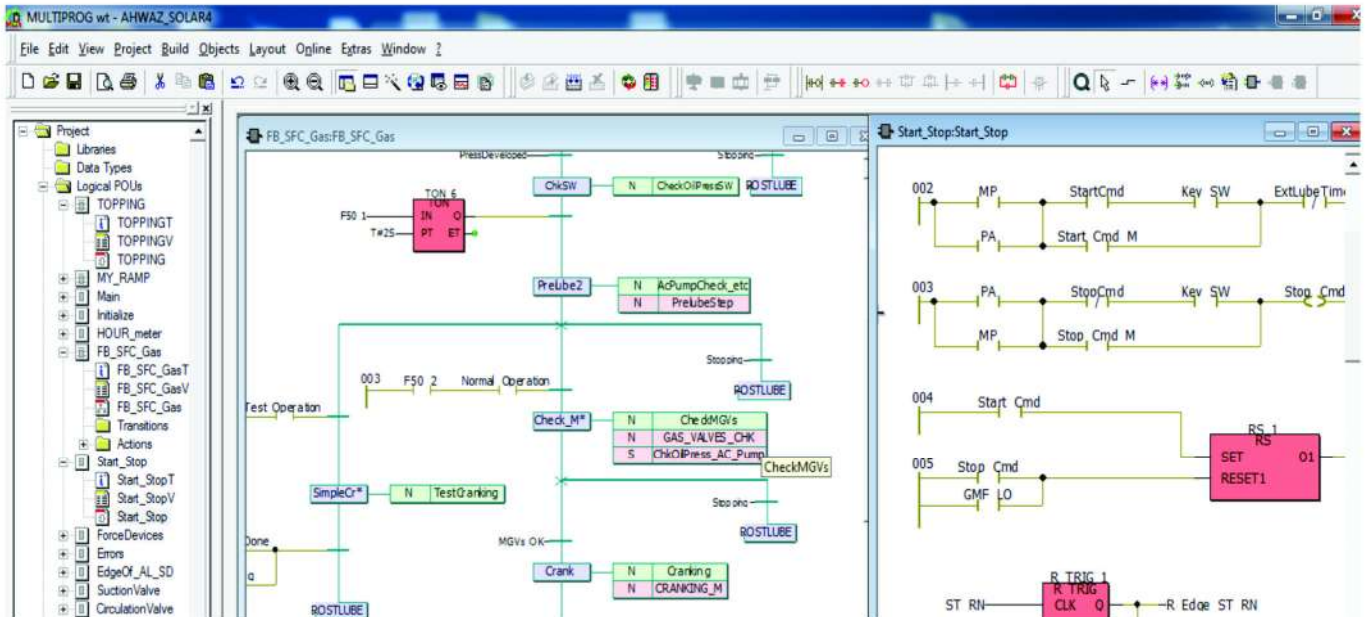 MULTIPROG wt - AHWAZ_SOLAR4
File Edit View Project Build Objects Layout Online Extras Window ?
Project
Libraries
Data Types
Logical POUs
TOPPING
TOPPINGT
TOPPINGV
TOPPING
MY_RAMP
Main
Initialize
HOUR_meter
FB_SFC_Gas
FB_SFC_GasT
FB_SFC_GasV
FB_SFC_Gas
Transitions
Actions
Start_Stop
Start_StopT
Start_StopV
Start_Stop
ForceDevices
Errors
EdgeOf_AL_SD
SuctionValve
CirculationValve
FB_SFC_Gas:FB_SFC_Gas
PressDeveloped
Stopping
ChkSW
N CheckOilPressSW
ROSTLUBE
TON_6
TON
F50_1 IN Q
T#2S PT ET
Prelube2
N AcPumpCheck_etc
N PrelubeStep
Stopping
ROSTLUBE
003 F50_2 Normal_Operation
Test Operation
Check_M*
N CheckMGVs
N GAS_VALVES_CHK
S ChkOilPress_AC_Pump
CheckMGVs
SimpleCr*
N TestCranking
Stopping
ROSTLUBE
Done
MGVs OK
Crank
N Cranking
N CRANKING_M
ROSTLUBE
Start_Stop:Start_Stop
002 MP StartCmd Key_SW ExtLubeTime
PA Start_Cmd_M
003 PA StopCmd Key_SW Stop_Cmd
MP Stop_Cmd_M
004 Start_Cmd
RS_1
RS
SET Q1
RESET1
005 Stop_Cmd
GMF_LO
R_TRIG_1
R_TRIG
ST_RN CLK Q R_Edge_ST_RN